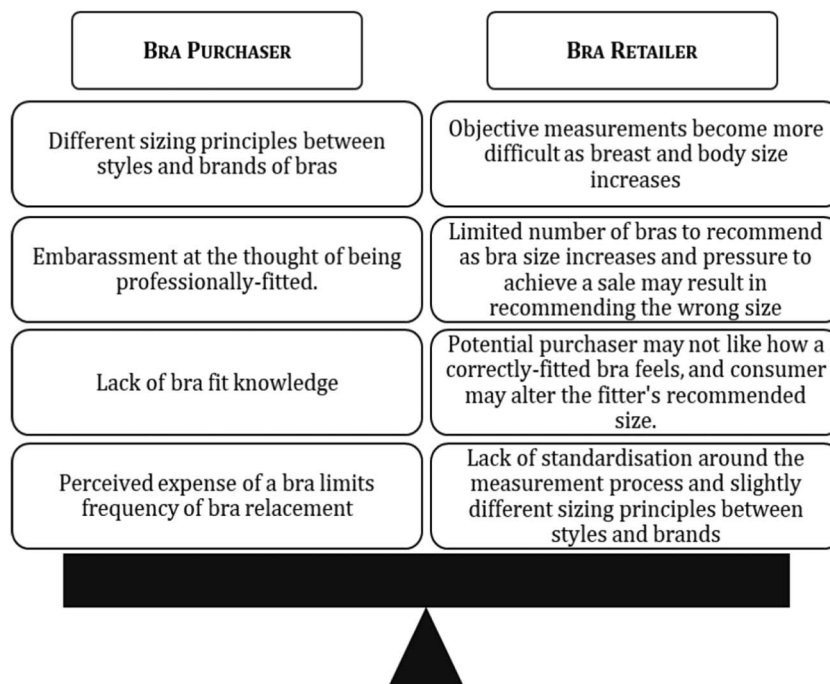 BRA PURCHASER
Different sizing principles between
styles and brands of bras
Embarassment at the thought of being
professionally-fitted.
Lack of bra fit knowledge
Perceived expense of a bra limits
frequency of bra relacement
BRA RETAILER
Objective measurements become more
difficult as breast and body size
increases
Limited number of bras to recommend
as bra size increases and pressure to
achieve a sale may result in
recommending the wrong size
Potential purchaser may not like how a
correctly-fitted bra feels, and consumer
may alter the fitter's recommended
size.
Lack of standardisation around the
measurement process and slightly
different sizing principles between
styles and brands